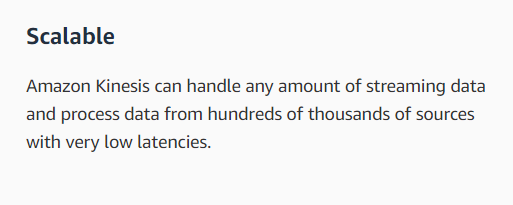 Scalable
Amazon Kinesis can handle any amount of streaming data
and process data from hundreds of thousands of sources
with very low latencies.